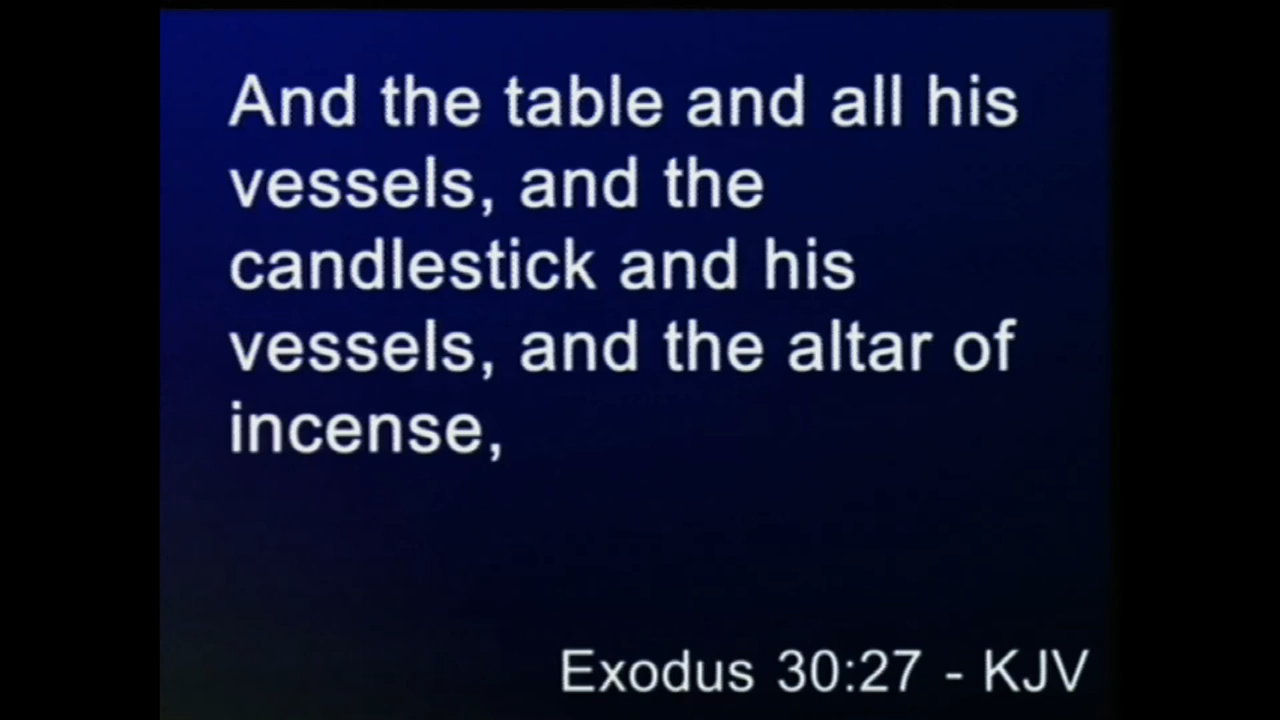 And the table and all his
vessels, and the
candlestick and his
vessels, and the altar of
incense,
Exodus 30:27 - KJV